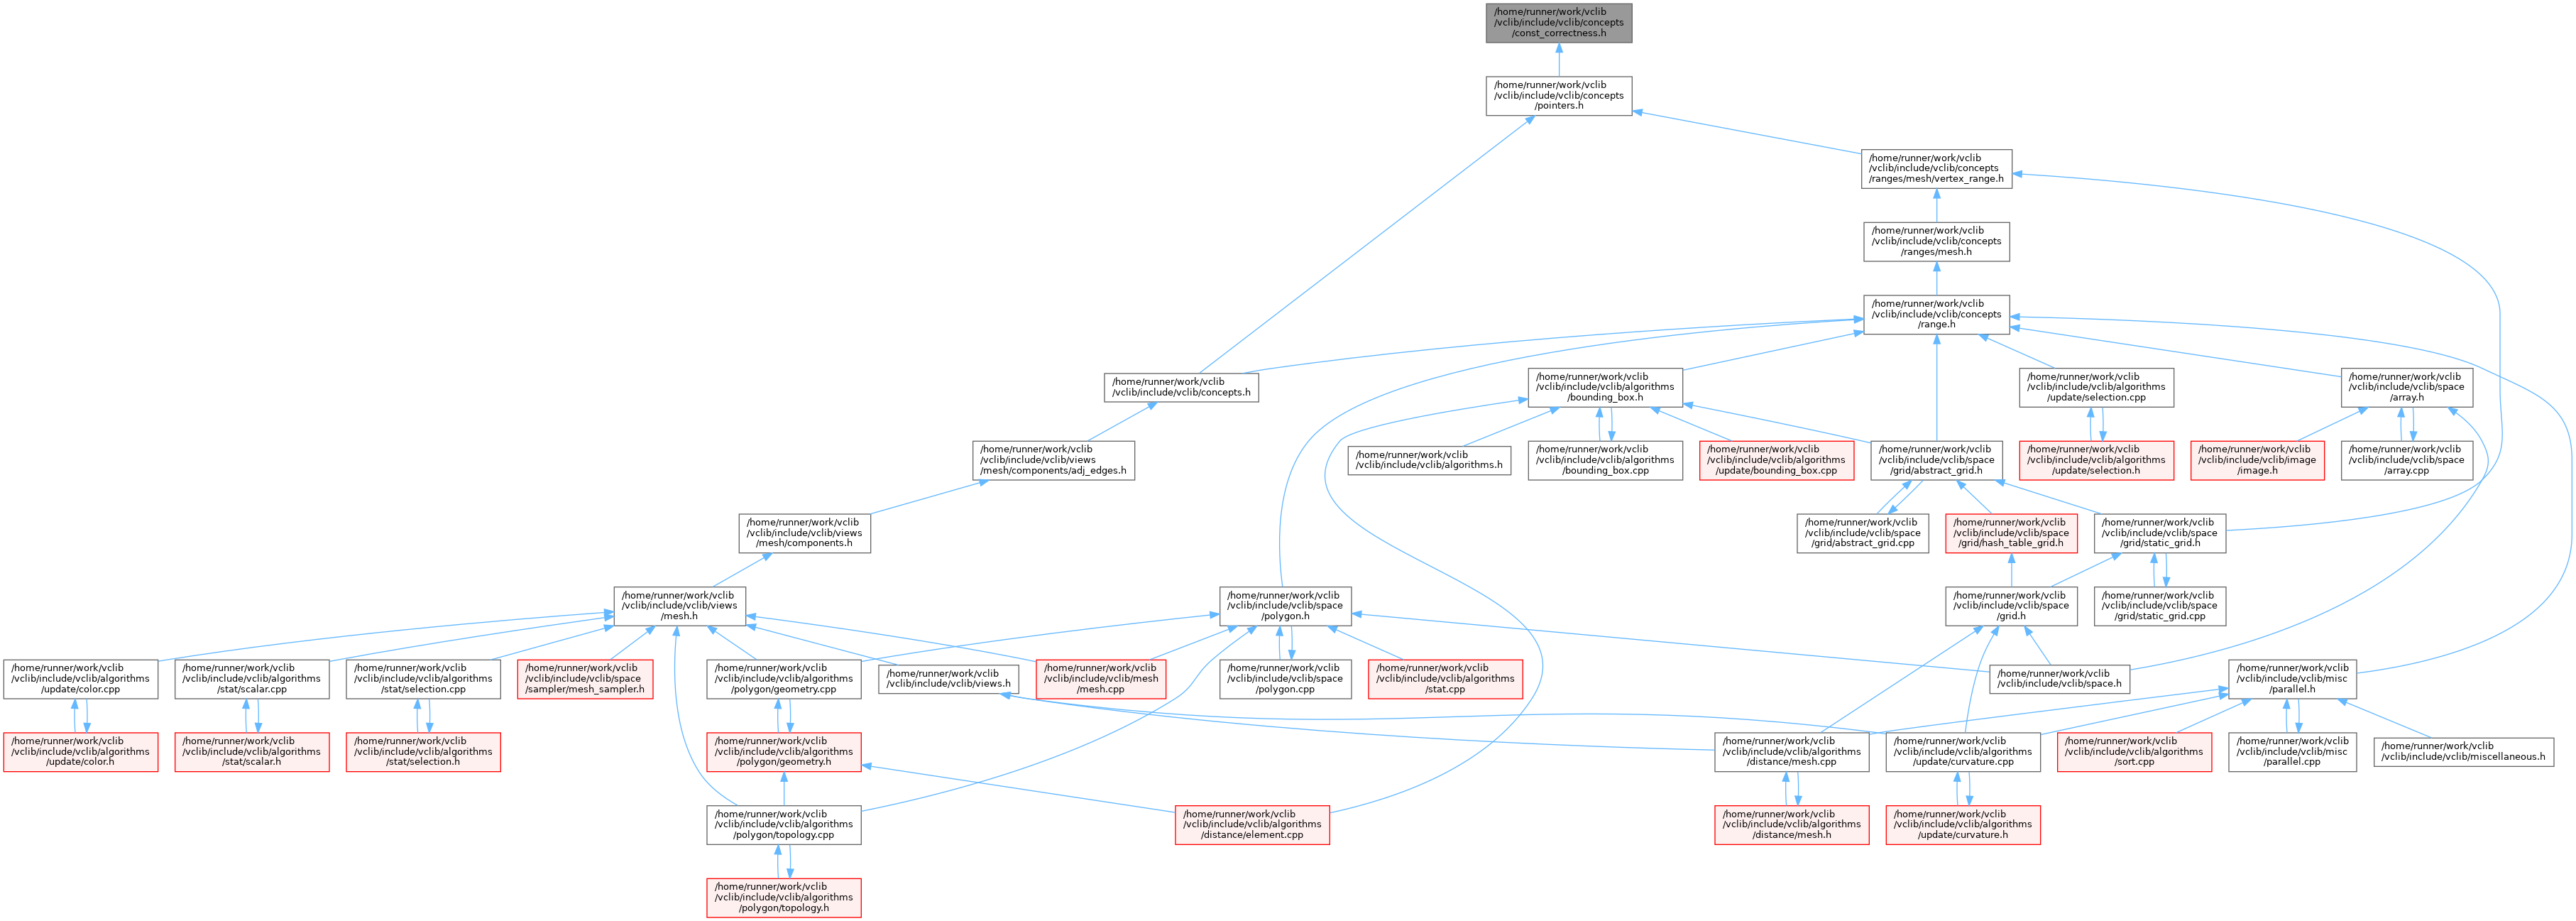 /home/runner/work/vclib
/vclib/include/vclib/concepts
/const_correctness.h
/home/runner/work/vclib
/vclib/include/vclib/concepts
/pointers.h
/home/runner/work/vclib
/vclib/include/vclib/concepts
/ranges/mesh/vertex_range.h
/home/runner/work/vclib
/vclib/include/vclib/concepts
/ranges/mesh.h
/home/runner/work/vclib
/vclib/include/vclib/concepts
/range.h
/home/runner/work/vclib
/vclib/include/vclib/concepts.h
/home/runner/work/vclib
/vclib/include/vclib/algorithms
/bounding_box.h
/home/runner/work/vclib
/vclib/include/vclib/algorithms
/update/selection.cpp
/home/runner/work/vclib
/vclib/include/vclib/space
/array.h
/home/runner/work/vclib
/vclib/include/vclib/views
/mesh/components/adj_edges.h
/home/runner/work/vclib
/vclib/include/vclib/algorithms.h
/home/runner/work/vclib
/vclib/include/vclib/algorithms
/bounding_box.cpp
/home/runner/work/vclib
/vclib/include/vclib/algorithms
/update/bounding_box.cpp
/home/runner/work/vclib
/vclib/include/vclib/space
/grid/abstract_grid.h
/home/runner/work/vclib
/vclib/include/vclib/algorithms
/update/selection.h
/home/runner/work/vclib
/vclib/include/vclib/image
/image.h
/home/runner/work/vclib
/vclib/include/vclib/space
/array.cpp
/home/runner/work/vclib
/vclib/include/vclib/views
/mesh/components.h
/home/runner/work/vclib
/vclib/include/vclib/space
/grid/abstract_grid.cpp
/home/runner/work/vclib
/vclib/include/vclib/space
/grid/hash_table_grid.h
/home/runner/work/vclib
/vclib/include/vclib/space
/grid/static_grid.h
/home/runner/work/vclib
/vclib/include/vclib/views
/mesh.h
/home/runner/work/vclib
/vclib/include/vclib/space
/polygon.h
/home/runner/work/vclib
/vclib/include/vclib/space
/grid.h
/home/runner/work/vclib
/vclib/include/vclib/space
/grid/static_grid.cpp
/home/runner/work/vclib
/vclib/include/vclib/algorithms
/update/color.cpp
/home/runner/work/vclib
/vclib/include/vclib/algorithms
/stat/scalar.cpp
/home/runner/work/vclib
/vclib/include/vclib/algorithms
/stat/selection.cpp
/home/runner/work/vclib
/vclib/include/vclib/space
/sampler/mesh_sampler.h
/home/runner/work/vclib
/vclib/include/vclib/algorithms
/polygon/geometry.cpp
/home/runner/work/vclib
/vclib/include/vclib/views.h
/home/runner/work/vclib
/vclib/include/vclib/mesh
/mesh.cpp
/home/runner/work/vclib
/vclib/include/vclib/space
/polygon.cpp
/home/runner/work/vclib
/vclib/include/vclib/algorithms
/stat.cpp
/home/runner/work/vclib
/vclib/include/vclib/space.h
/home/runner/work/vclib
/vclib/include/vclib/misc
/parallel.h
/home/runner/work/vclib
/vclib/include/vclib/algorithms
/update/color.h
/home/runner/work/vclib
/vclib/include/vclib/algorithms
/stat/scalar.h
/home/runner/work/vclib
/vclib/include/vclib/algorithms
/stat/selection.h
/home/runner/work/vclib
/vclib/include/vclib/algorithms
/polygon/geometry.h
/home/runner/work/vclib
/vclib/include/vclib/algorithms
/distance/mesh.cpp
/home/runner/work/vclib
/vclib/include/vclib/algorithms
/update/curvature.cpp
/home/runner/work/vclib
/vclib/include/vclib/algorithms
/sort.cpp
/home/runner/work/vclib
/vclib/include/vclib/misc
/parallel.cpp
/home/runner/work/vclib
/vclib/include/vclib/miscellaneous.h
/home/runner/work/vclib
/vclib/include/vclib/algorithms
/polygon/topology.cpp
/home/runner/work/vclib
/vclib/include/vclib/algorithms
/distance/element.cpp
/home/runner/work/vclib
/vclib/include/vclib/algorithms
/distance/mesh.h
/home/runner/work/vclib
/vclib/include/vclib/algorithms
/update/curvature.h
/home/runner/work/vclib
/vclib/include/vclib/algorithms
/polygon/topology.h